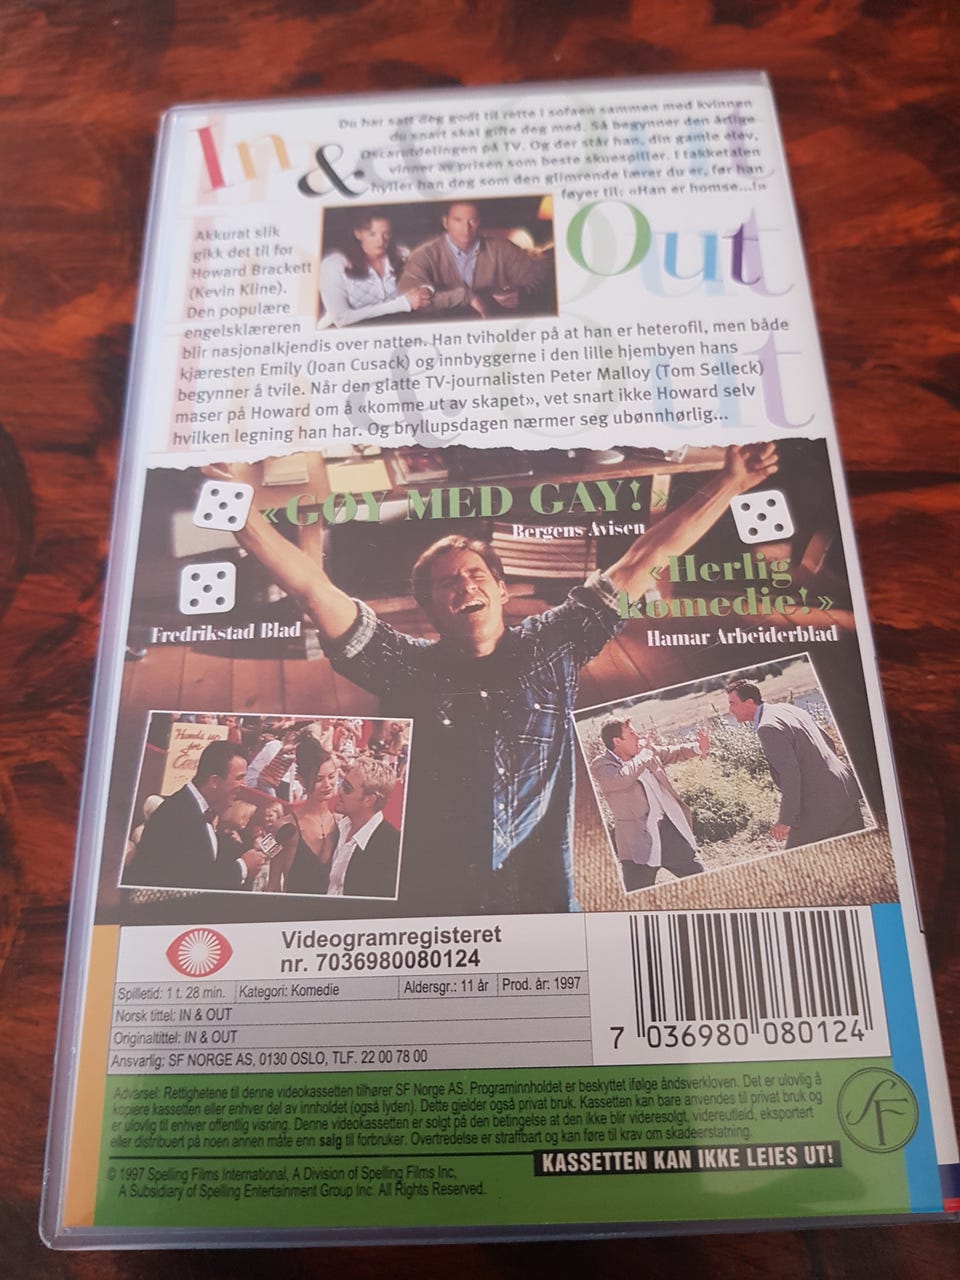 In & Out
Du har satt deg godt til rette i sofaen sammen med kvinnen
du snart skal gifte deg med. Så begynner den årlige
Oscarutdelingen på TV. Og der står han, din gamle elev,
vinner av prisen som beste skuespiller. I takketalen
hyller han deg som den glimrende lærer du er, før han
føyer til: «Han er homse...!»
Akkurat slik
gikk det til for
Howard Brackett
(Kevin Kline).
Den populære
engelsklæreren
blir nasjonalkjendis over natten. Han tviholder på at han er heterofil, men både
kjæresten Emily (Joan Cusack) og innbyggerne i den lille hjembyen hans
begynner å tvile. Når den glatte TV-journalisten Peter Malloy (Tom Selleck)
maser på Howard om å «komme ut av skapet», vet snart ikke Howard selv
hvilken legning han har. Og bryllupsdagen nærmer seg ubønnhørlig...
«GØY MED GAY!»
Bergens Avisen
«Herlig
komedie!»
Hamar Arbeiderblad
Fredrikstad Blad
Hands up
for
Videogramregisteret
nr. 7036980080124
Spilletid: 1 t. 28 min. Kategori: Komedie Aldersgr.: 11 år Prod. år: 1997
Norsk tittel: IN & OUT
Originaltittel: IN & OUT
Ansvarlig: SF NORGE AS, 0130 OSLO, TLF. 22 00 78 00
7 036980 080124
Advarsel: Rettighetene til denne videokassetten tilhører SF Norge AS. Programinnholdet er beskyttet ifølge åndsverkloven. Det er ulovlig å
kopiere kassetten eller enhver del av innholdet (også lyden). Dette gjelder også privat bruk. Kassetten kan bare anvendes til privat bruk og
er ulovlig til enhver offentlig visning. Denne videokassetten er solgt på den betingelse at den ikke blir videresolgt, videreutleid, eksportert
eller distribuert på noen annen måte enn salg til forbruker. Overtredelse er straffbart og kan føre til krav om skadeerstatning.
SF
KASSETTEN KAN IKKE LEIES UT!
© 1997 Spelling Films International, A Division of Spelling Films Inc,
A Subsidiary of Spelling Entertainment Group Inc. All Rights Reserved.